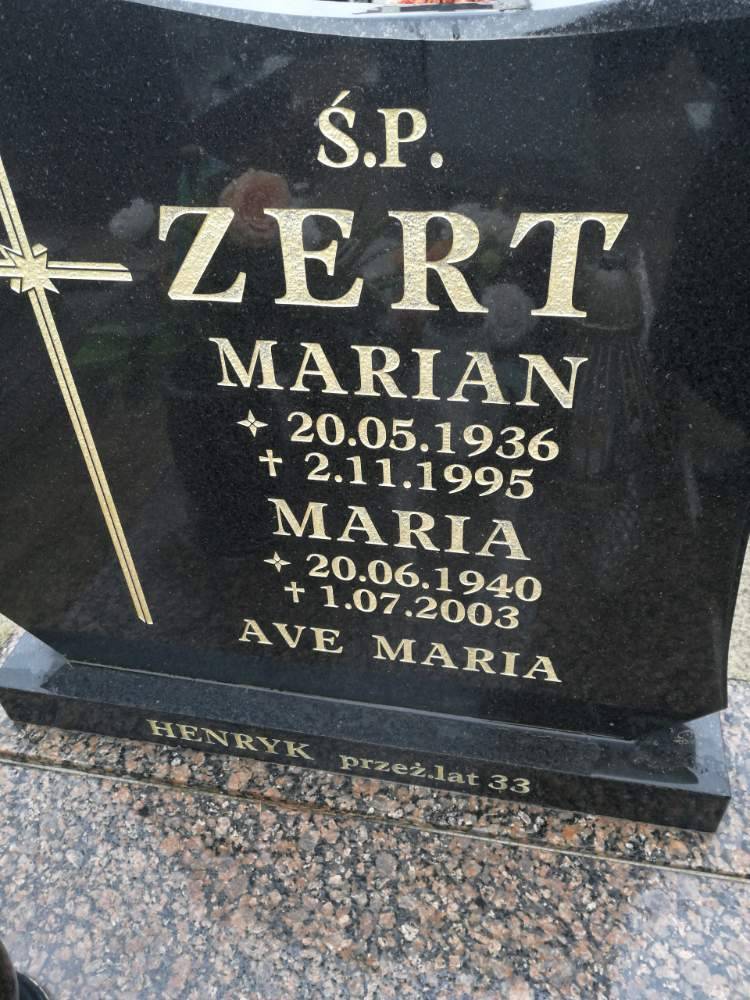 Ś.P.
ZERT
MARIAN
20.05.1936
2.11.1995
MARIA
20.06.1940
1.07.2003
AVE MARIA
HENRYK przeż.lat 33